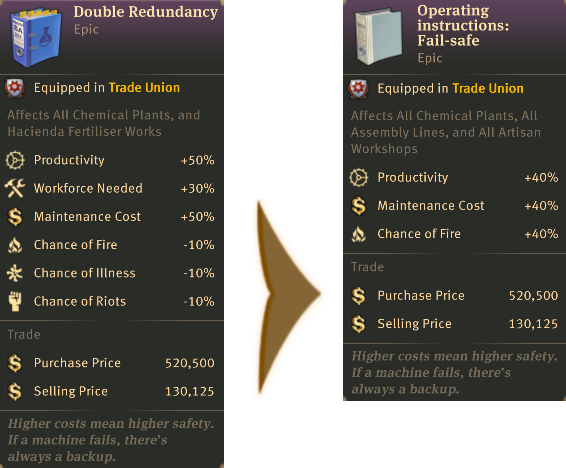 Double Redundancy
Epic
Equipped in Trade Union
Affects All Chemical Plants, and
Hacienda Fertiliser Works
Productivity +50%
Workforce Needed +30%
Maintenance Cost +50%
Chance of Fire -10%
Chance of Illness -10%
Chance of Riots -10%
Trade
Purchase Price 520,500
Selling Price 130,125
Higher costs mean higher safety.
If a machine fails, there's
always a backup.
Operating
instructions:
Fail-safe
Epic
Equipped in Trade Union
Affects All Chemical Plants, All
Assembly Lines, and All Artisan
Workshops
Productivity +40%
Maintenance Cost +40%
Chance of Fire +40%
Trade
Purchase Price 520,500
Selling Price 130,125
Higher costs mean higher safety.
If a machine fails, there's
always a backup.